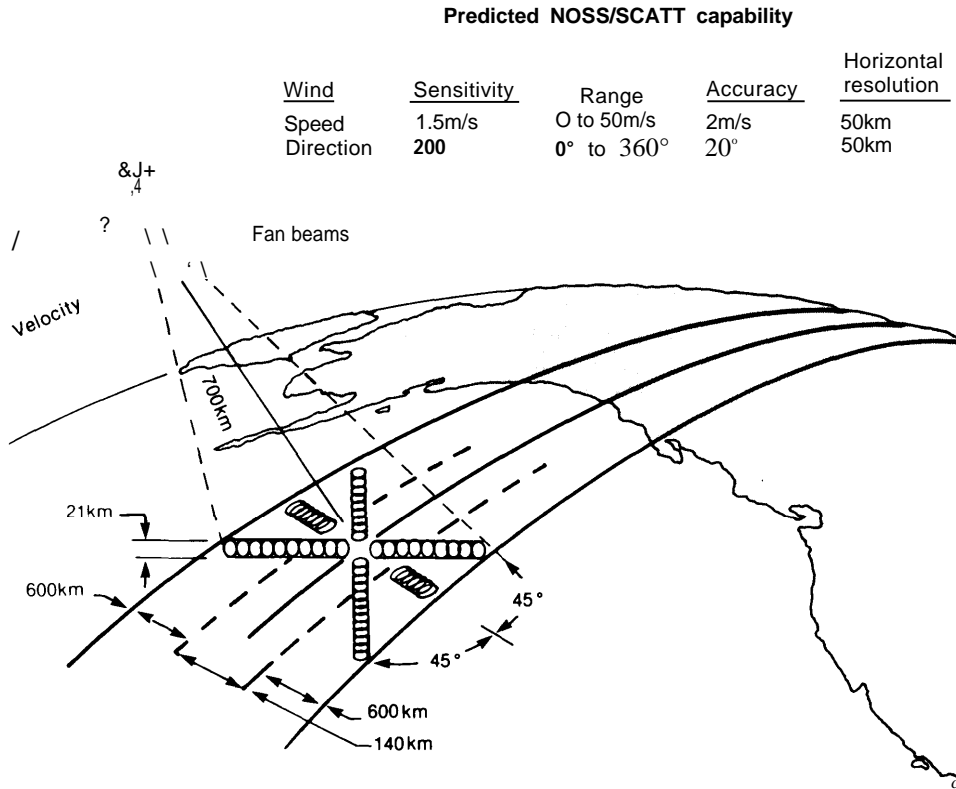 Predicted NOSS/SCATT capability
Wind Sensitivity Range Accuracy Horizontal resolution
Speed 1.5m/s O to 50m/s 2m/s 50km
Direction 200 0° to 360° 20° 50km
&J+
,4
?
/
Fan beams
Velocity
700km
21km
600km
45°
45°
600km
140km